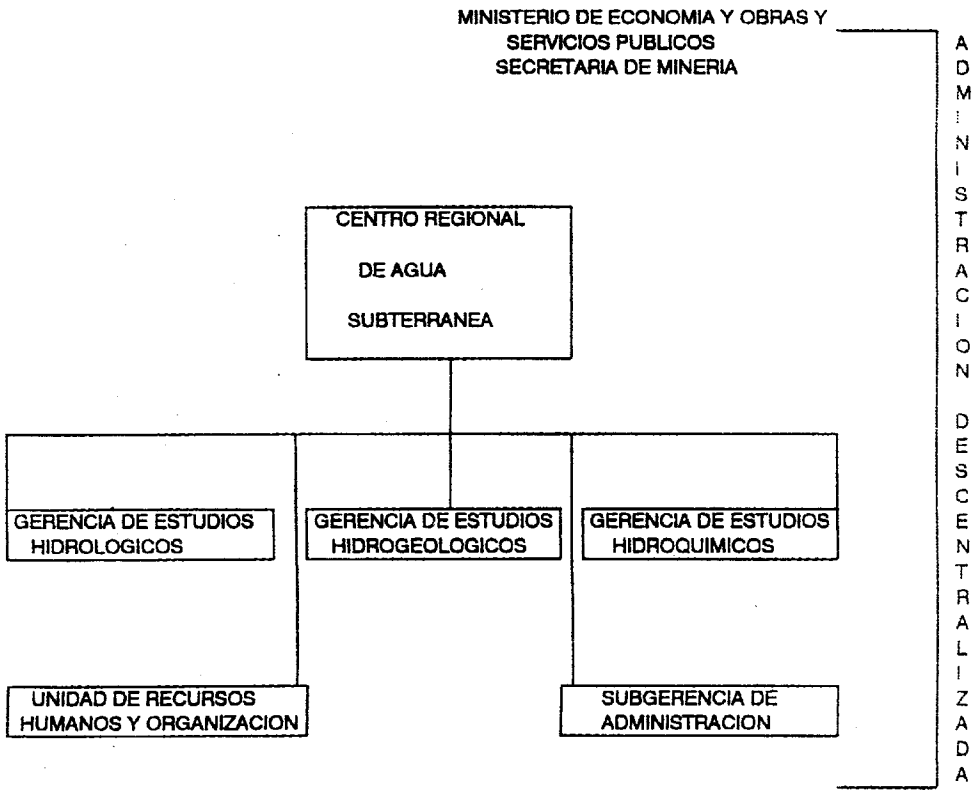 MINISTERIO DE ECONOMIA Y OBRAS Y
SERVICIOS PUBLICOS
SECRETARIA DE MINERIA
CENTRO REGIONAL
DE AGUA
SUBTERRANEA
GERENCIA DE ESTUDIOS
HIDROLOGICOS
GERENCIA DE ESTUDIOS
HIDROGEOLOGICOS
GERENCIA DE ESTUDIOS
HIDROQUIMICOS
UNIDAD DE RECURSOS
HUMANOS Y ORGANIZACION
SUBGERENCIA DE
ADMINISTRACION
ADMINISTRACION DESCENTRALIZADA